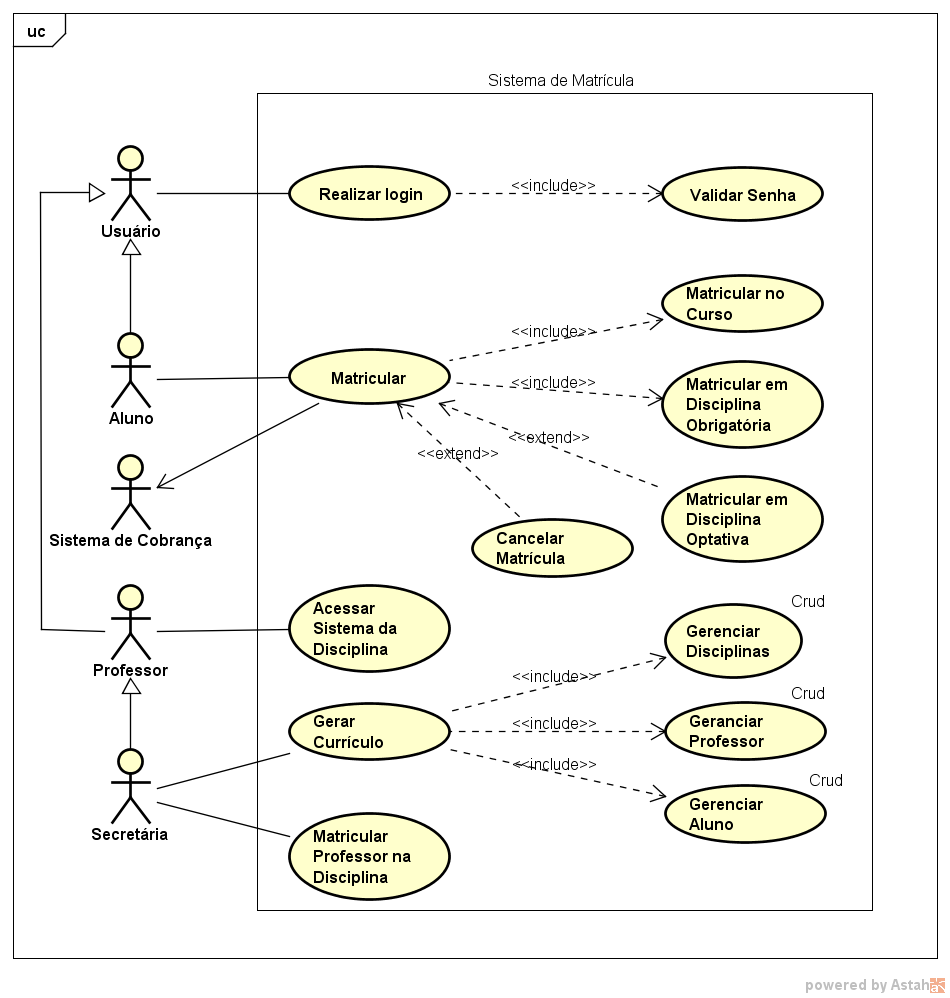 uc
Sistema de Matrícula
Usuário
Realizar login
<<include>>
Validar Senha
Aluno
Matricular
<<include>>
Matricular no
Curso
<<include>>
Matricular em
Disciplina
Obrigatória
<<extend>>
<<extend>>
Matricular em
Disciplina
Optativa
Cancelar
Matrícula
Sistema de Cobrança
Professor
Acessar
Sistema da
Disciplina
Crud
Gerenciar
Disciplinas
<<include>>
Gerar
Currículo
<<include>>
Crud
Geranciar
Professor
<<include>>
Crud
Gerenciar
Aluno
Secretária
Matricular
Professor na
Disciplina
powered by Astah